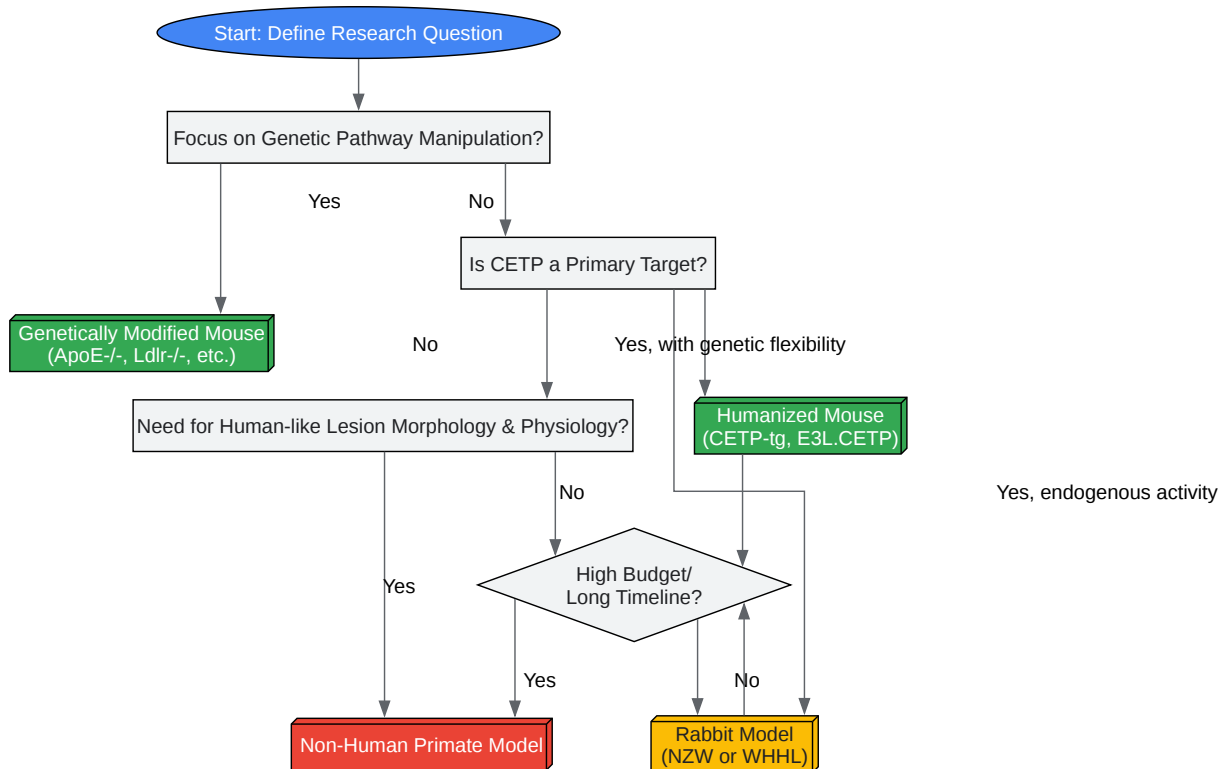 Start: Define Research Question
Focus on Genetic Pathway Manipulation?
Yes
No
Is CETP a Primary Target?
Genetically Modified Mouse
(ApoE-/-, Ldlr-/-, etc.)
No
Yes, with genetic flexibility
Need for Human-like Lesion Morphology & Physiology?
Humanized Mouse
(CETP-tg, E3L.CETP)
No
Yes, endogenous activity
Yes
High Budget/
Long Timeline?
Yes
No
Non-Human Primate Model
Rabbit Model
(NZW or WHHL)